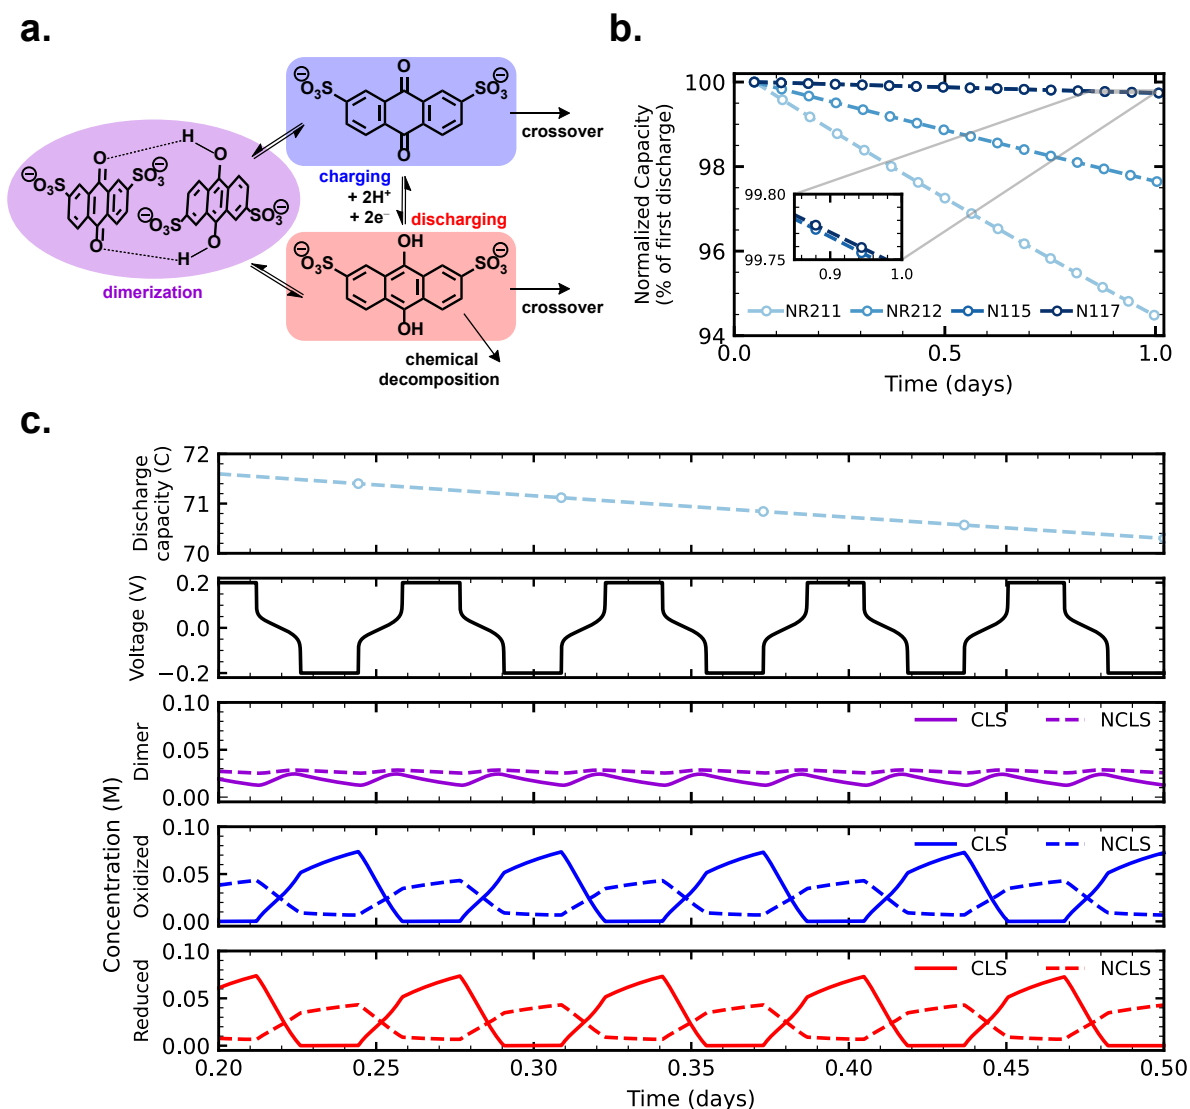 a.
O
⊖
SO₃
SO₃
⊖
O
crossover
H
O
O
⊖
SO₃
SO₃
⊖
⊖
SO₃
SO₃
⊖
O
O
H
dimerization
charging
+ 2H⁺
+ 2e⁻
discharging
⊖
OH
⊖
SO₃
SO₃
OH
crossover
chemical
decomposition
b.
Normalized Capacity
(% of first discharge)
100
98
96
94
99.80
99.75
0.9
1.0
NR211
NR212
N115
N117
0.0
0.5
1.0
Time (days)
c.
Discharge
capacity (C)
72
71
70
Voltage (V)
0.2
0.0
−0.2
Concentration (M)
Dimer
0.10
0.05
0.00
CLS
NCLS
Oxidized
0.10
0.05
0.00
CLS
NCLS
Reduced
0.10
0.05
0.00
CLS
NCLS
0.20
0.25
0.30
0.35
0.40
0.45
0.50
Time (days)